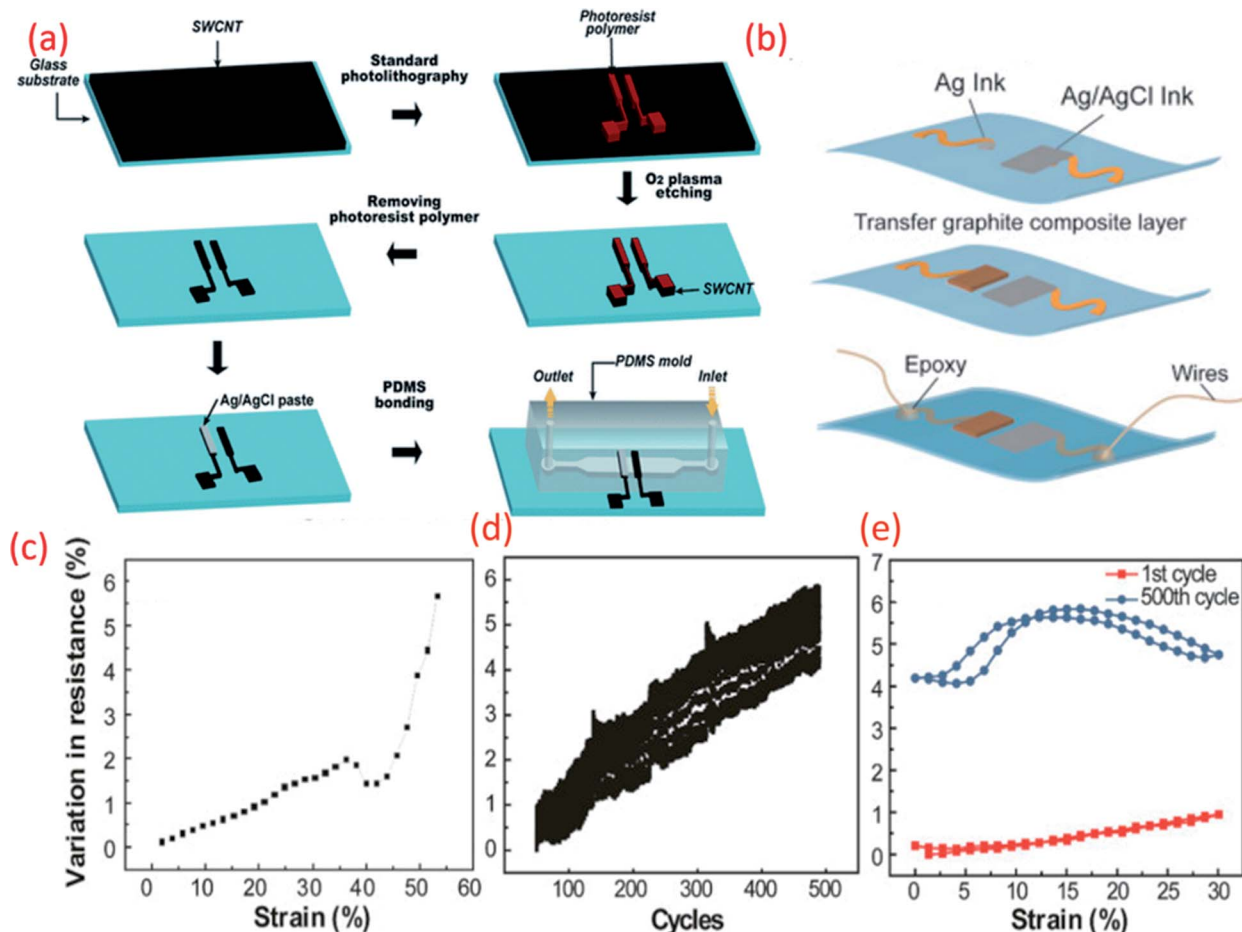 (a)
SWCNT
Glass
substrate
Standard
photolithography
Photoresist
polymer
O2 plasma
etching
Removing
photoresist polymer
SWCNT
Ag/AgCl paste
PDMS
bonding
Outlet
PDMS mold
Inlet
(b)
Ag Ink
Ag/AgCl Ink
Transfer graphite composite layer
Epoxy
Wires
(c)
Variation in resistance (%)
6
5
4
3
2
1
0
0 10 20 30 40 50 60
Strain (%)
(d)
6
5
4
3
2
1
0
100 200 300 400 500
Cycles
(e)
7
6
5
4
3
2
1
0
1st cycle
500th cycle
0 5 10 15 20 25 30
Strain (%)